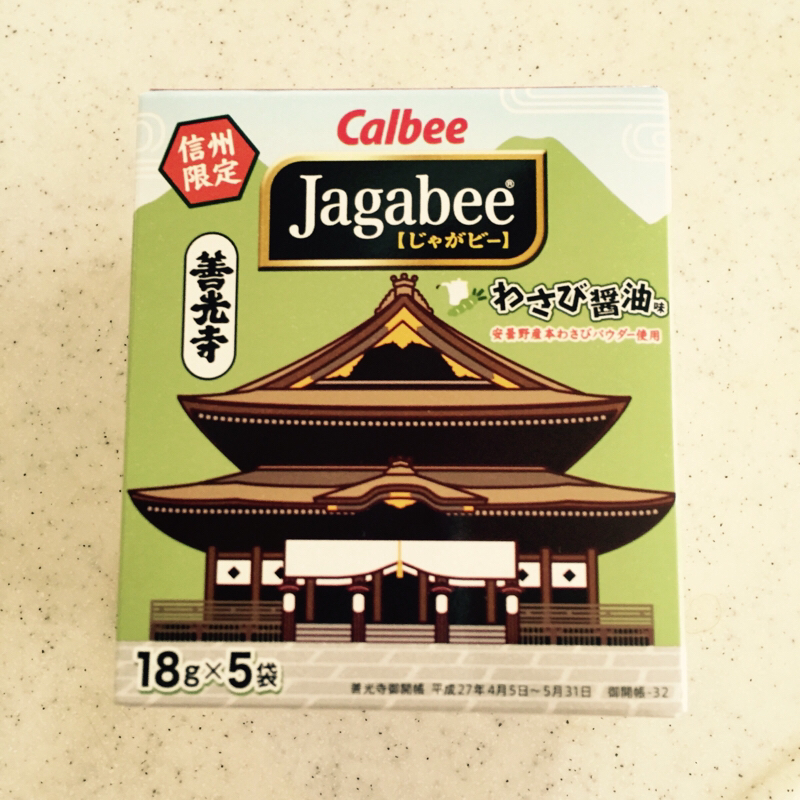 Calbee
信州
限定
Jagabee®
【じゃがビー】
善光寺
わさび醤油味
安曇野産本わさびパウダー使用
18g×5袋
善光寺御開帳 平成27年4月5日〜5月31日 御開帳-32